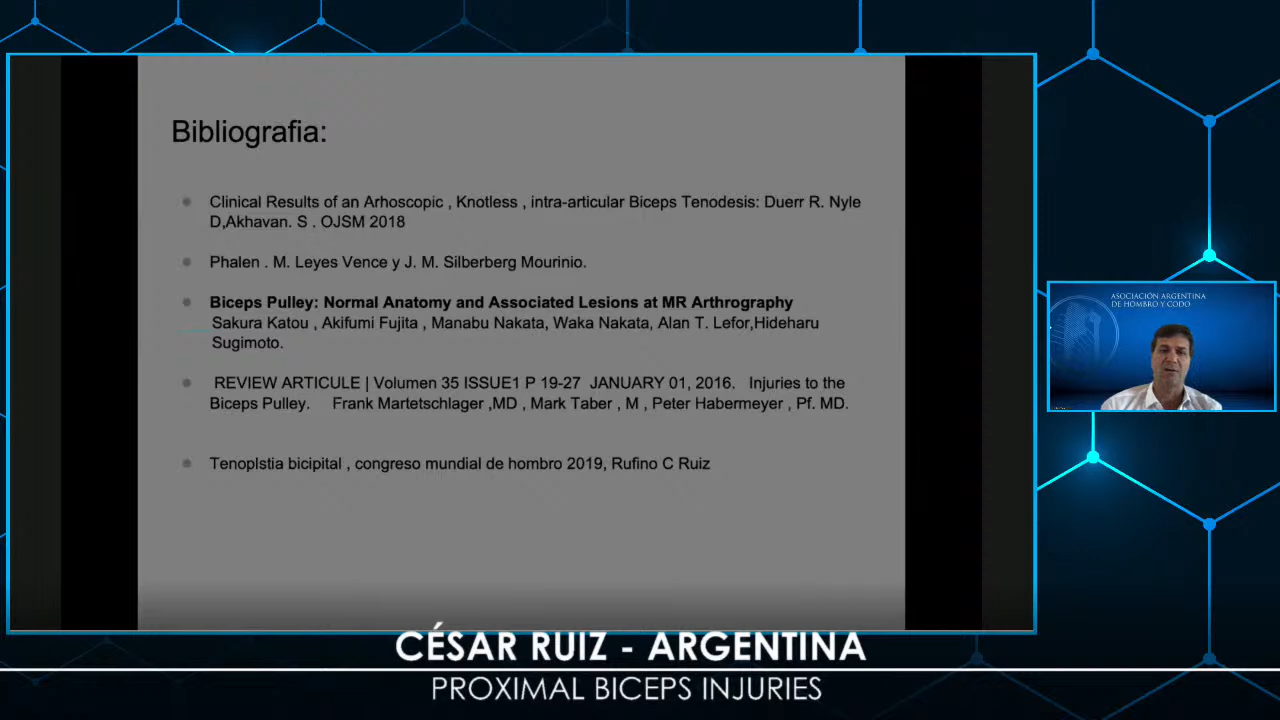 Bibliografia:
Clinical Results of an Arhoscopic , Knotless , intra-articular Biceps Tenodesis: Duerr R. Nyle
D,Akhavan. S . OJSM 2018
Phalen . M. Leyes Vence y J. M. Silberberg Mourinio.
Biceps Pulley: Normal Anatomy and Associated Lesions at MR Arthrography
Sakura Katou , Akifumi Fujita , Manabu Nakata, Waka Nakata, Alan T. Lefor,Hideharu
Sugimoto.
REVIEW ARTICULE | Volumen 35 ISSUE1 P 19-27 JANUARY 01, 2016. Injuries to the
Biceps Pulley. Frank Martetschlager ,MD , Mark Taber , M , Peter Habermeyer , Pf. MD.
Tenoplstia bicipital , congreso mundial de hombro 2019, Rufino C Ruiz
ASOCIACIÓN ARGENTINA
DE HOMBRO Y CODO
CÉSAR RUIZ - ARGENTINA
PROXIMAL BICEPS INJURIES